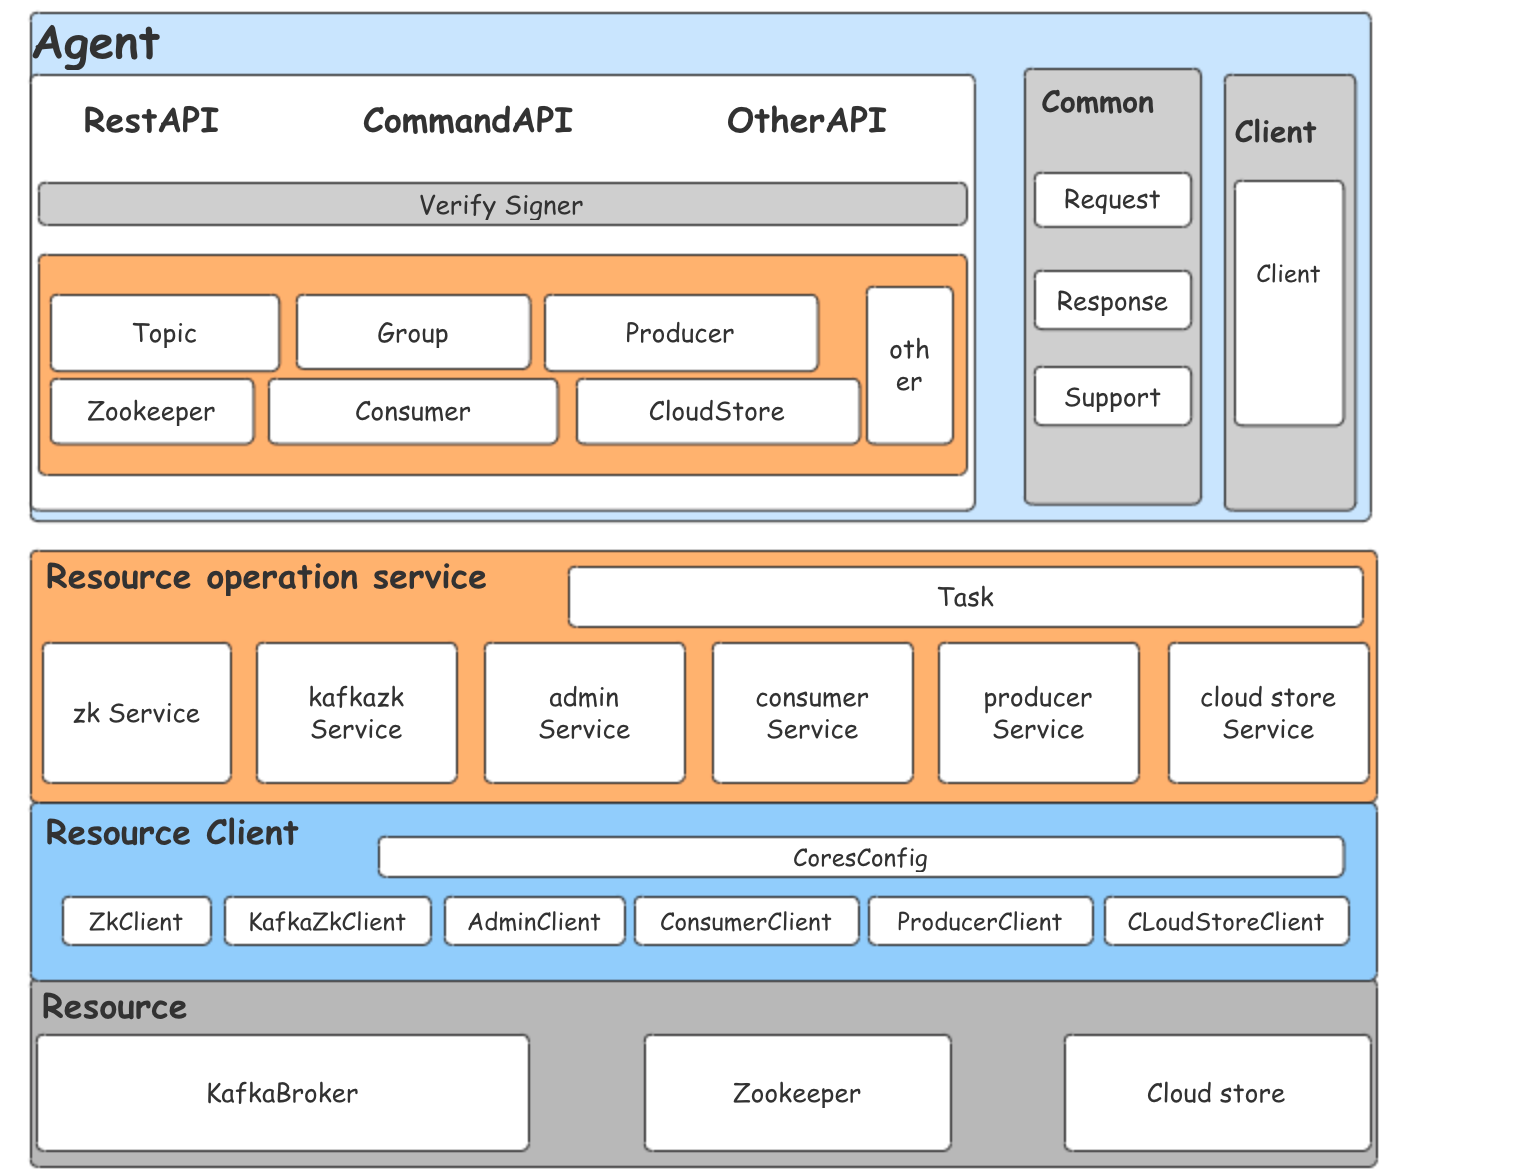 Agent
RestAPI
CommandAPI
OtherAPI
Verify Signer
Topic
Group
Producer
oth
er
Zookeeper
Consumer
CloudStore
Common
Request
Response
Support
Client
Client
Resource operation service
Task
zk Service
kafkazk
Service
admin
Service
consumer
Service
producer
Service
cloud store
Service
Resource Client
CoresConfig
ZkClient
KafkaZkClient
AdminClient
ConsumerClient
ProducerClient
CLoudStoreClient
Resource
KafkaBroker
Zookeeper
Cloud store